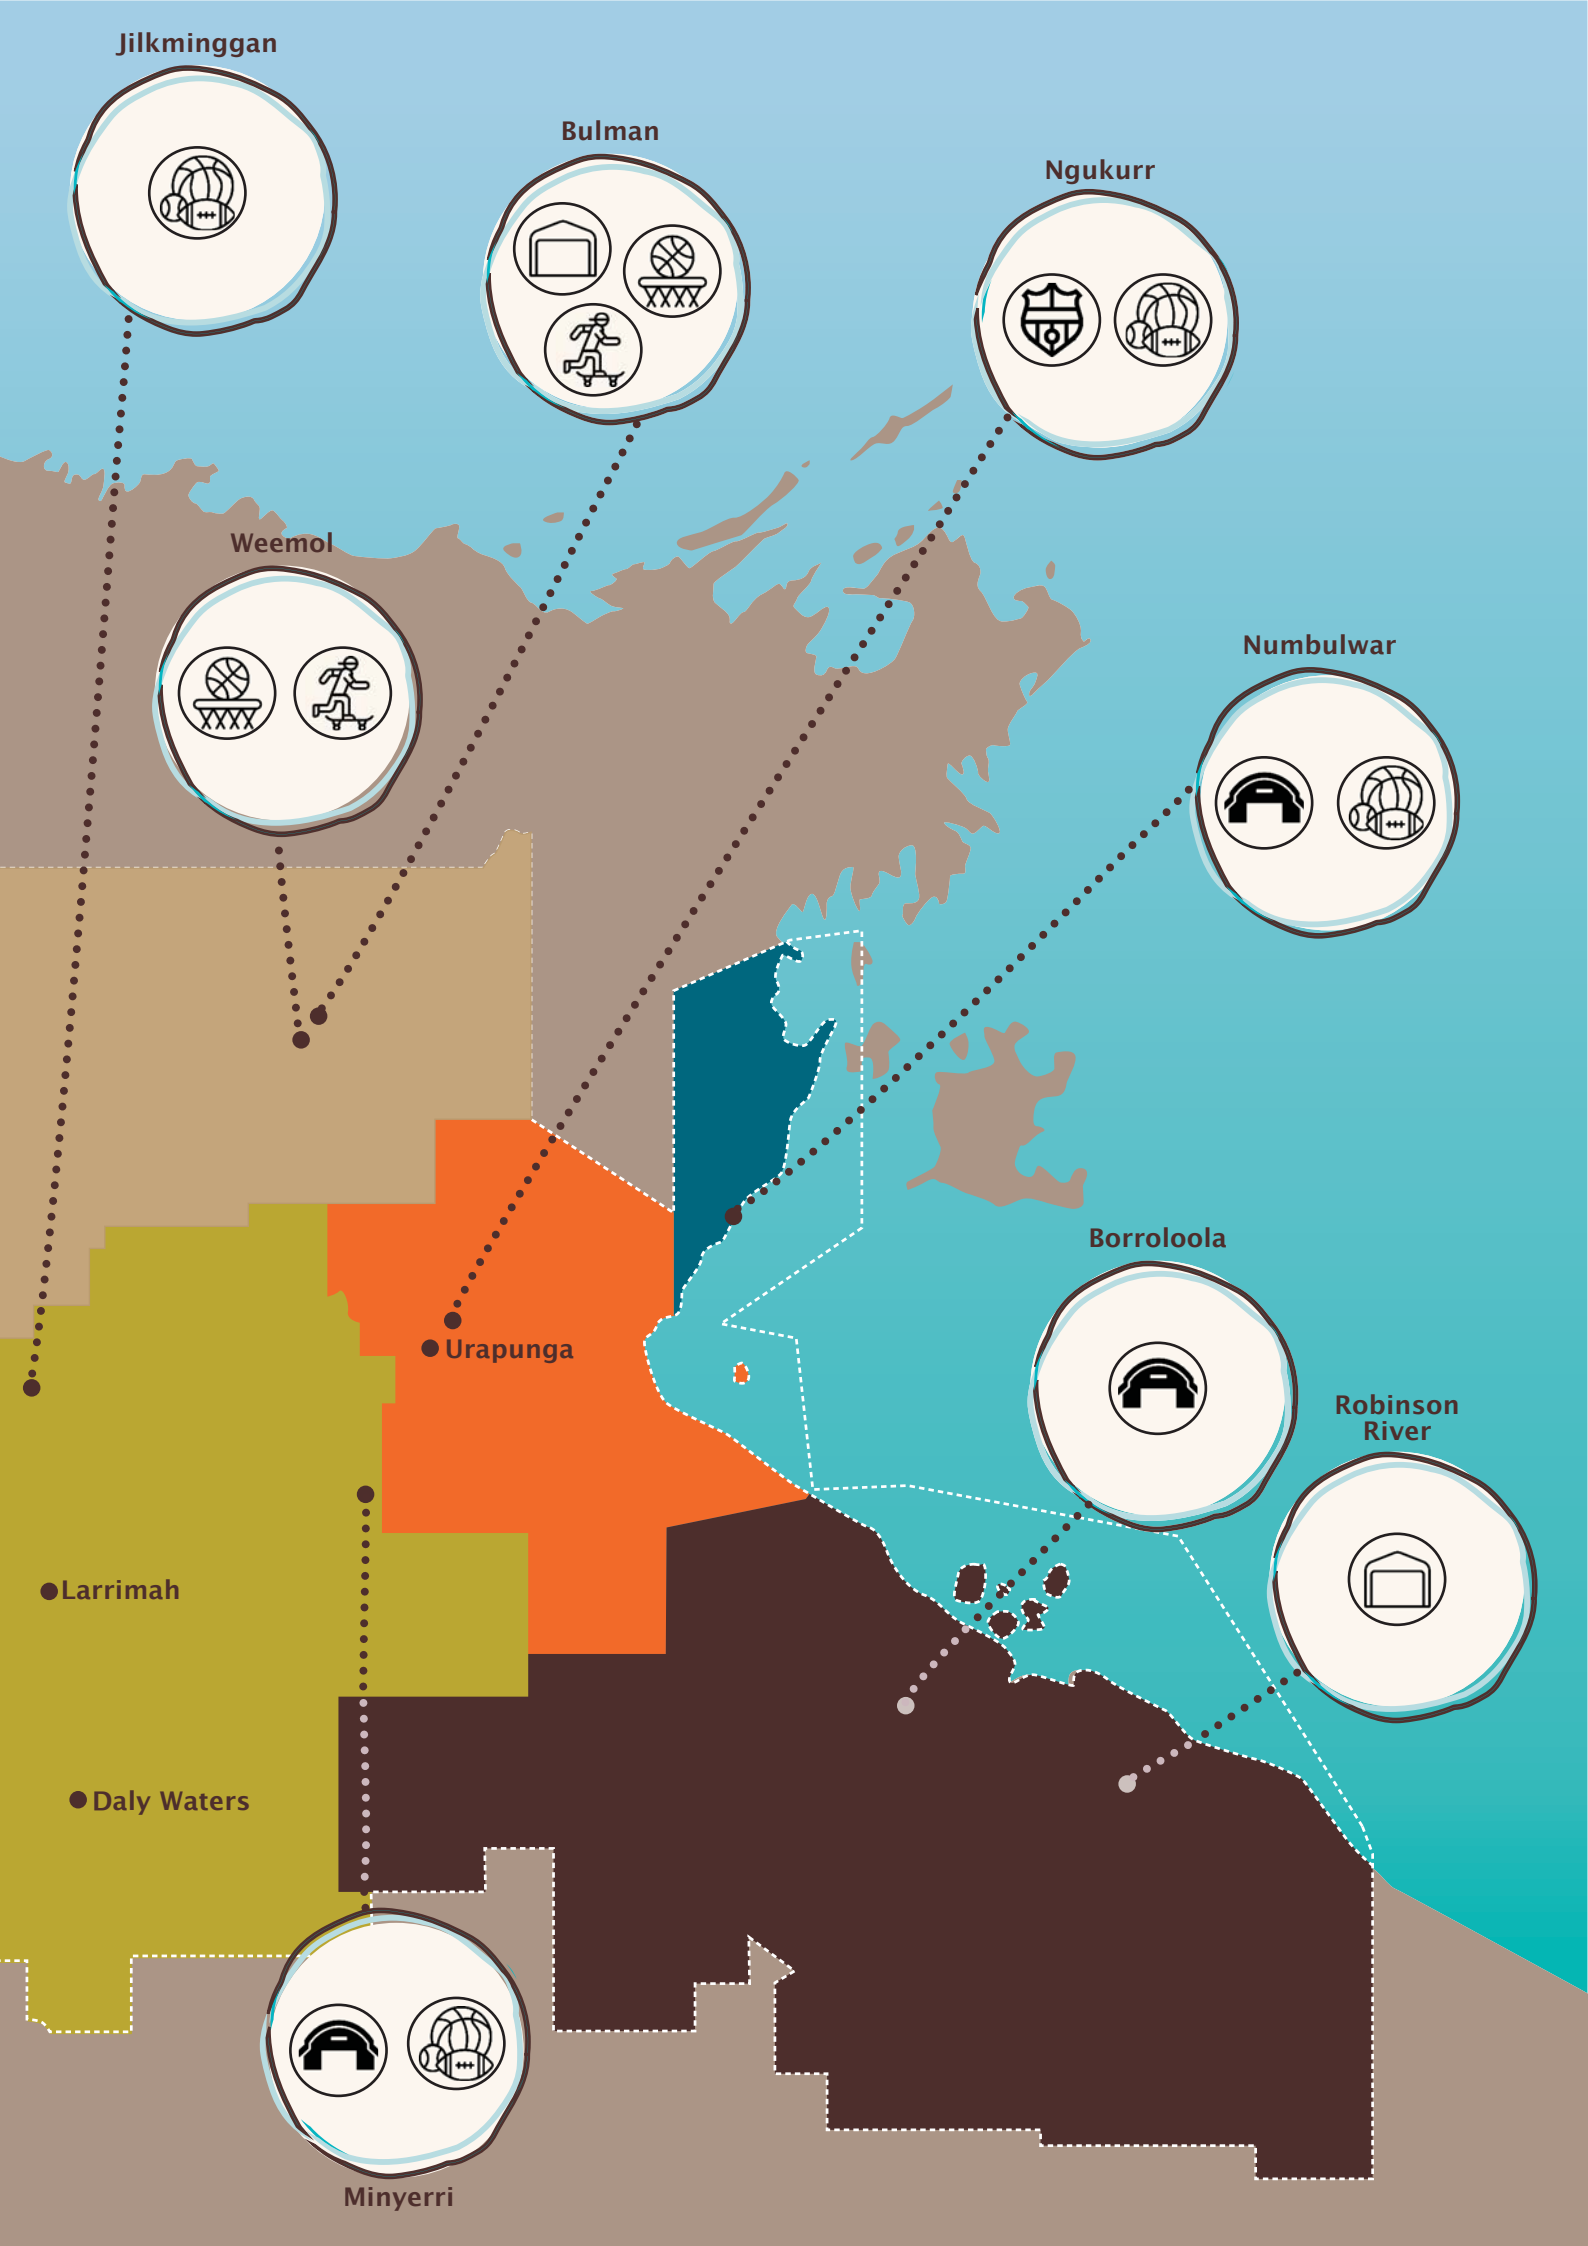 Jilkminggan
Bulman
Ngukurr
Weemol
Numbulwar
Borroloola
Urapunga
Robinson
River
Larrimah
Daly Waters
Minyerri